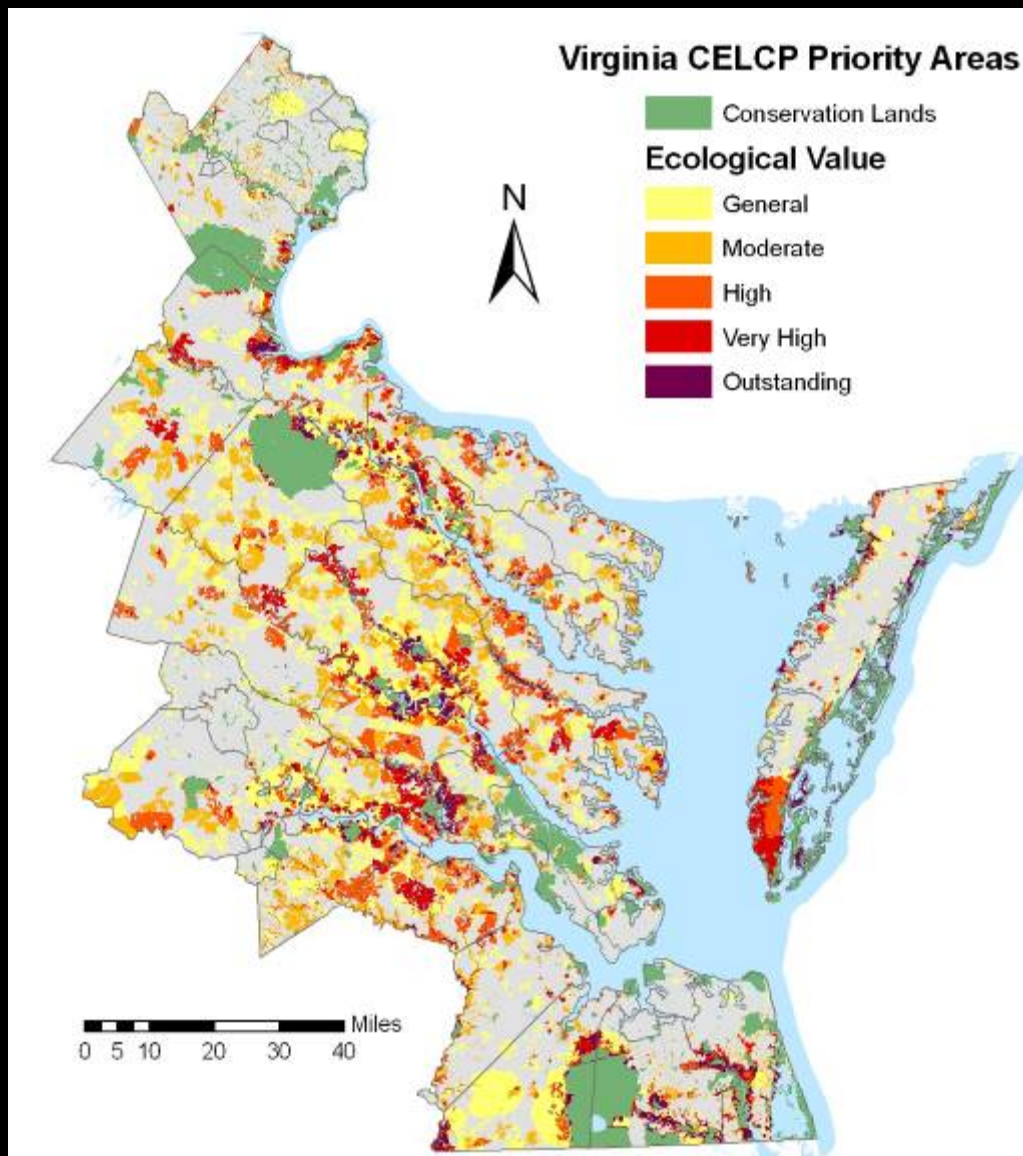 Virginia CELCP Priority Areas
Conservation Lands
Ecological Value
General
Moderate
High
Very High
Outstanding
N
Miles
0 5 10 20 30 40